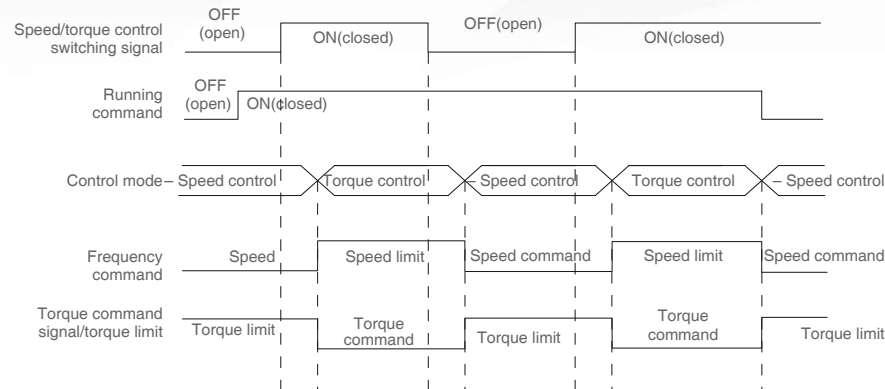 OFF
(open)
Speed/torque control
switching signal
ON(closed)
OFF(open)
ON(closed)
Running
command
OFF
(open)
ON(closed)
Control mode
Speed control
Torque control
Speed control
Torque control
Speed control
Frequency
command
Speed
Speed limit
Speed command
Speed limit
Speed command
Torque command
signal/torque limit
Torque limit
Torque
command
Torque limit
Torque
command
Torque limit